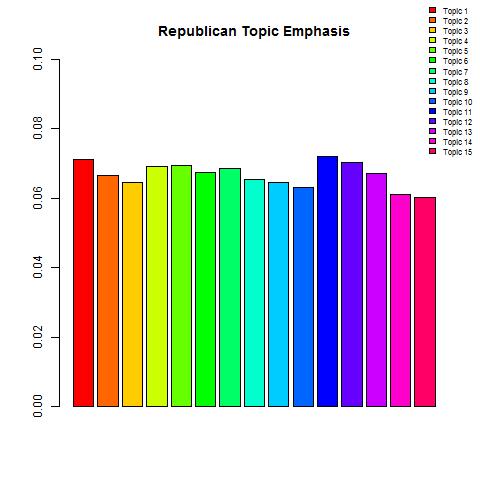 Republican Topic Emphasis
Topic 1
Topic 2
Topic 3
Topic 4
Topic 5
Topic 6
Topic 7
Topic 8
Topic 9
Topic 10
Topic 11
Topic 12
Topic 13
Topic 14
Topic 15
0.10
0.08
0.06
0.04
0.02
0.00